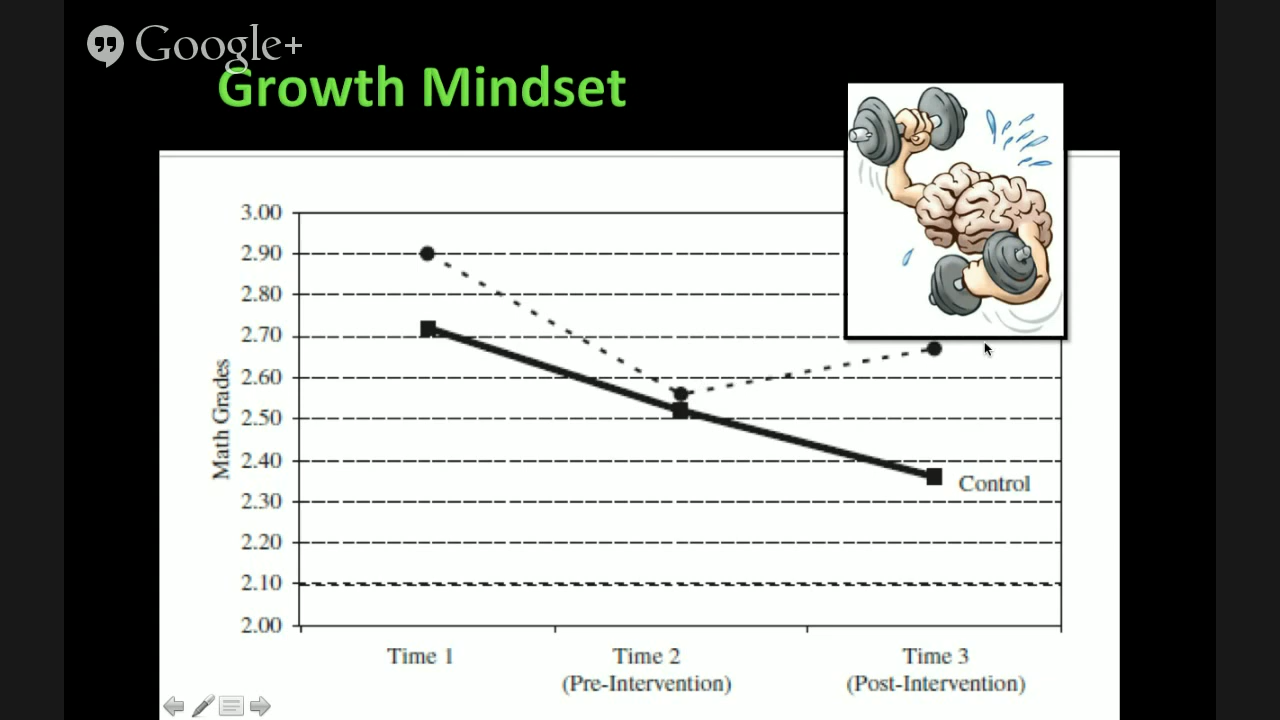 Google+
Growth Mindset
3.00
2.90
2.80
2.70
2.60
2.50
2.40
2.30
2.20
2.10
2.00
Math Grades
Control
Time 1
Time 2
(Pre-Intervention)
Time 3
(Post-Intervention)